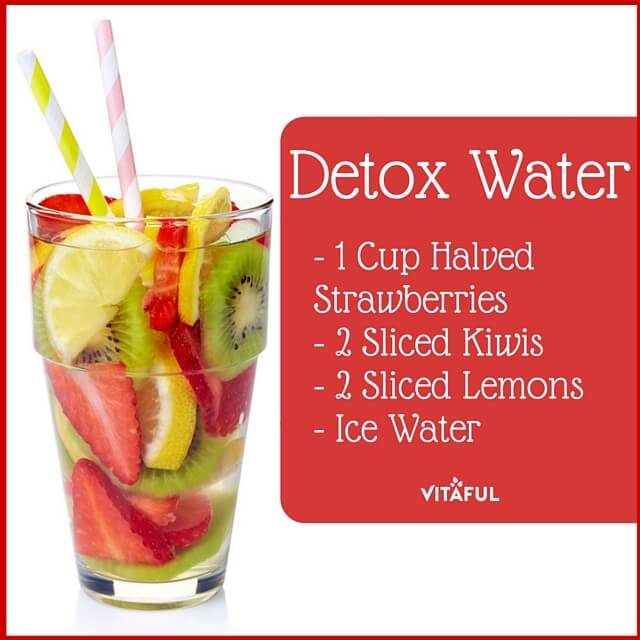 Detox Water
- 1 Cup Halved
Strawberries
- 2 Sliced Kiwis
- 2 Sliced Lemons
- Ice Water
VITAFUL